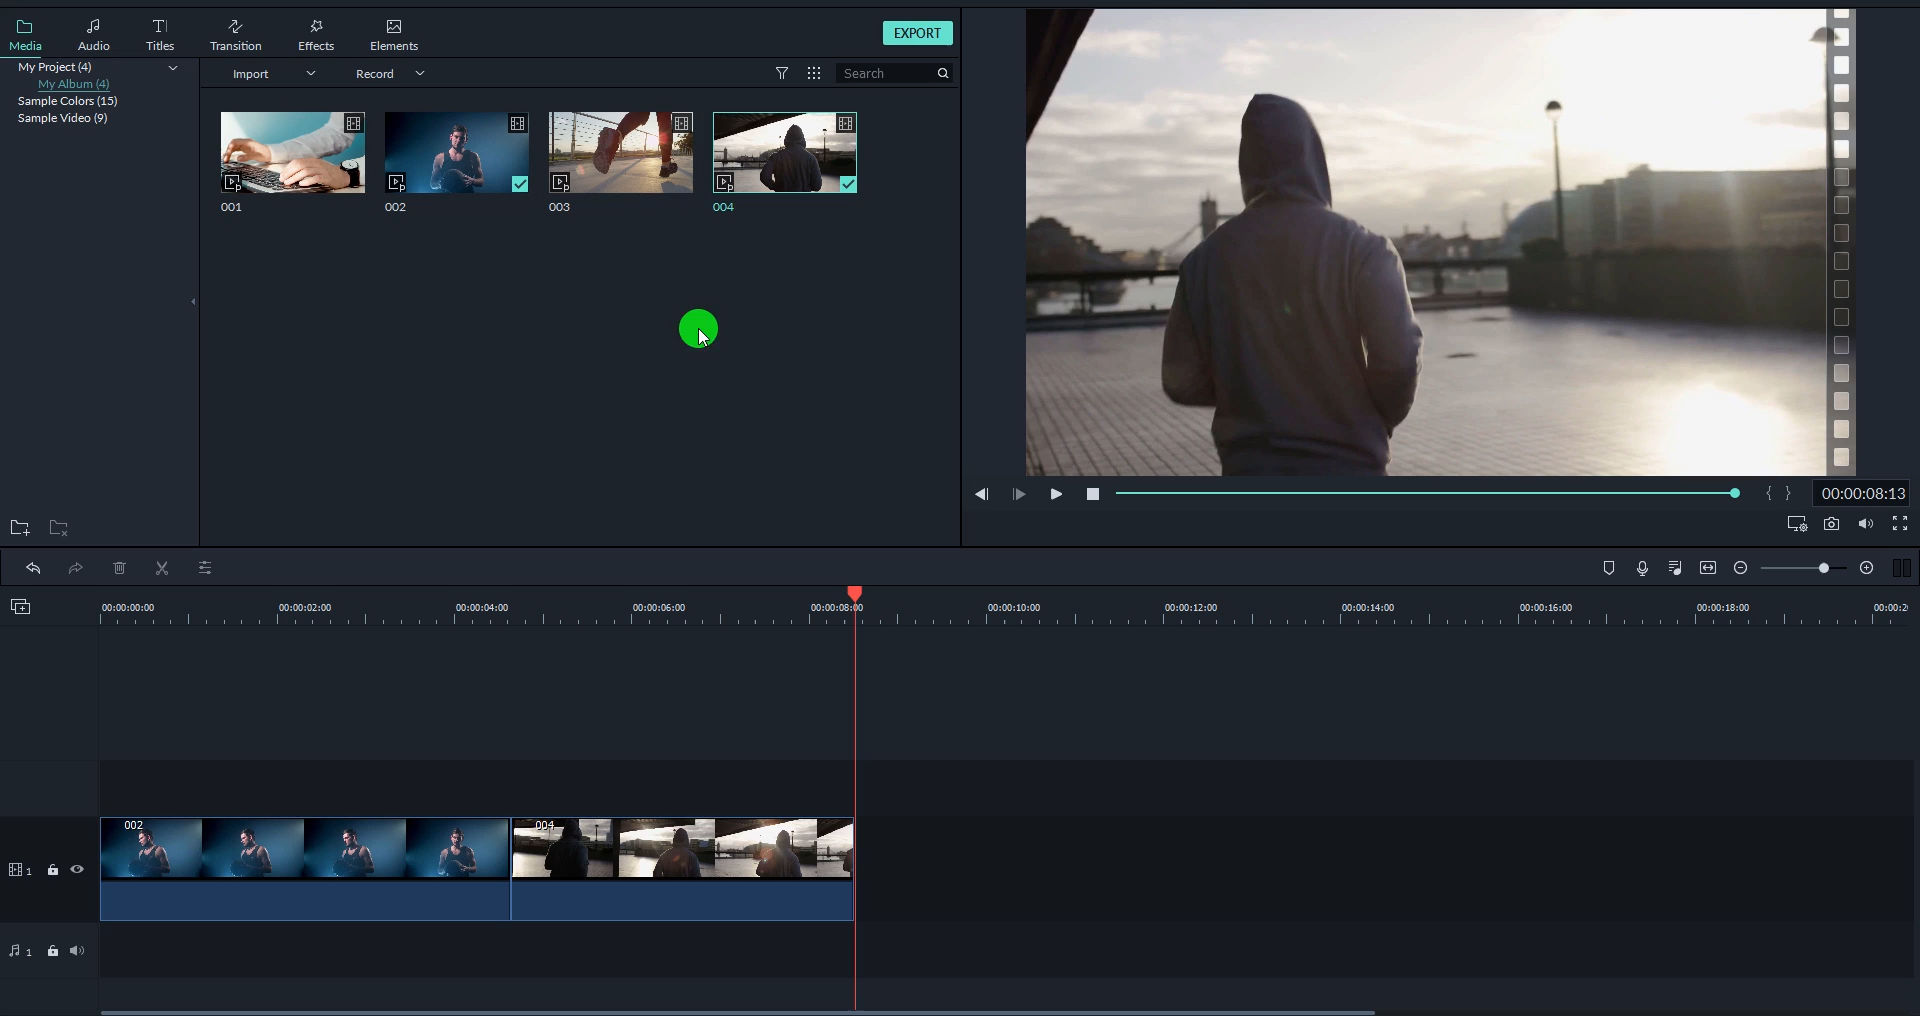 Media Audio Titles Transition Effects Elements EXPORT
My Project (4)
My Album (4)
Sample Colors (15)
Sample Video (9)
Import Record Search
001 002 003 004
00:00:08:13
00:00:00:00 00:00:02:00 00:00:04:00 00:00:06:00 00:00:08:00 00:00:10:00 00:00:12:00 00:00:14:00 00:00:16:00 00:00:18:00 00:00:2
002 004
1
1